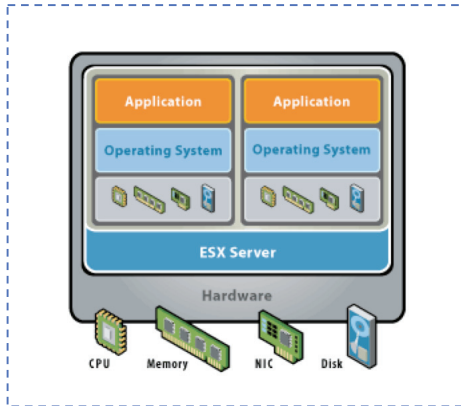 Application Application
Operating System Operating System
ESX Server
Hardware
CPU Memory NIC Disk